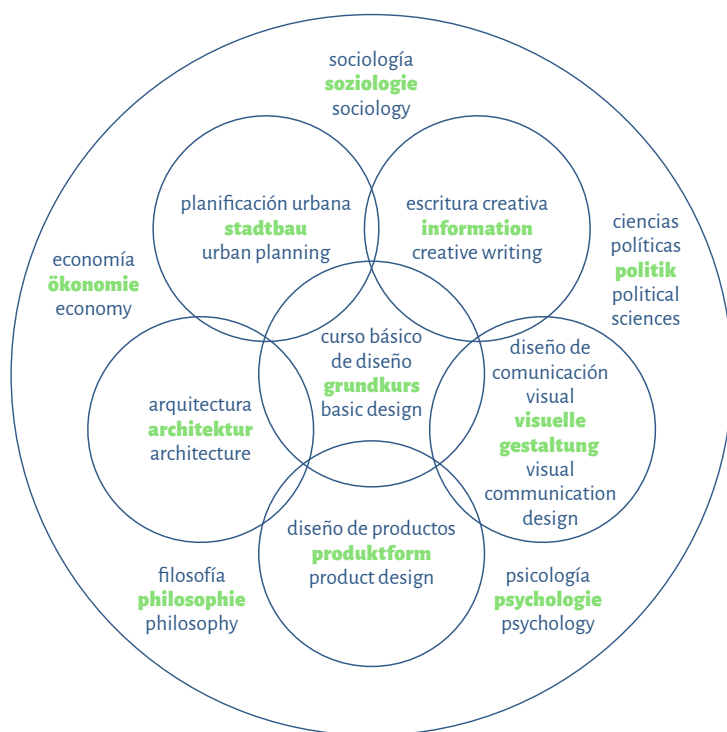 sociología
soziologie
sociology
planificación urbana
stadtbau
urban planning
escritura creativa
information
creative writing
ciencias
políticas
politik
political
sciences
economía
ökonomie
economy
curso básico
de diseño
grundkurs
basic design
diseño de
comunicación
visual
visuelle
gestaltung
visual
communication
design
arquitectura
architektur
architecture
diseño de productos
produktform
product design
filosofía
philosophie
philosophy
psicología
psychologie
psychology